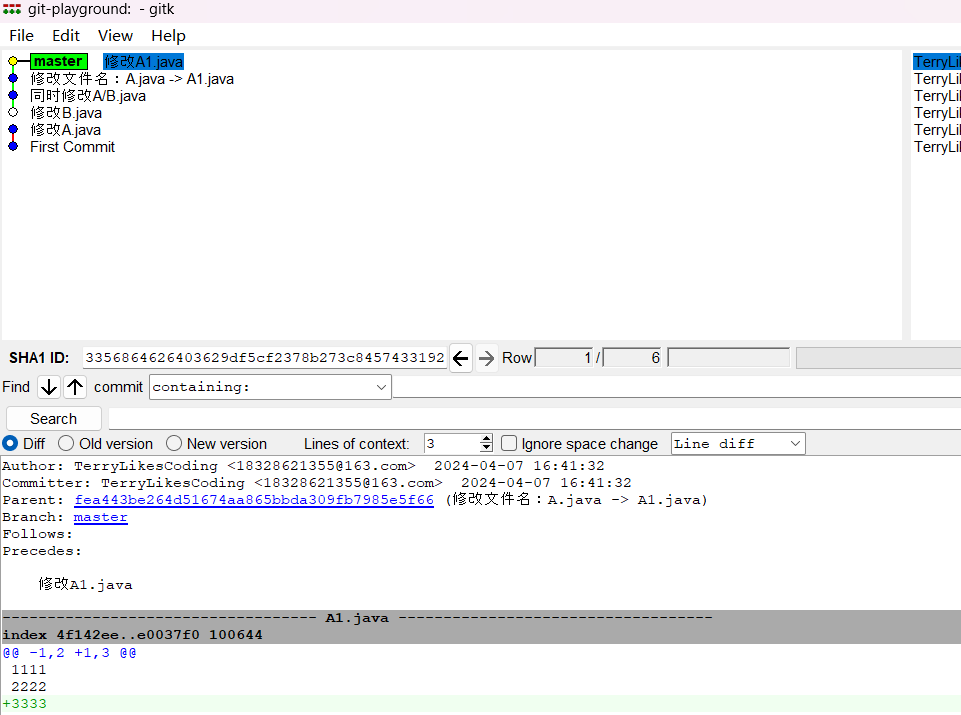 git-playground: - gitk
File Edit View Help
master 修改A1.java
修改文件名：A.java -> A1.java
同时修改A/B.java
修改B.java
修改A.java
First Commit
TerryLi
TerryLi
TerryLi
TerryLi
TerryLi
TerryLi
SHA1 ID: 3356864626403629df5cf2378b273c8457433192 Row 1 / 6
Find commit containing:
Search
Diff Old version New version Lines of context: 3 Ignore space change Line diff
Author: TerryLikesCoding <18328621355@163.com> 2024-04-07 16:41:32
Committer: TerryLikesCoding <18328621355@163.com> 2024-04-07 16:41:32
Parent: fea443be264d51674aa865bbda309fb7985e5f66 (修改文件名：A.java -> A1.java)
Branch: master
Follows:
Precedes:
修改A1.java
----------------------------------- A1.java -----------------------------------
index 4f142ee..e0037f0 100644
@@ -1,2 +1,3 @@
1111
2222
+3333